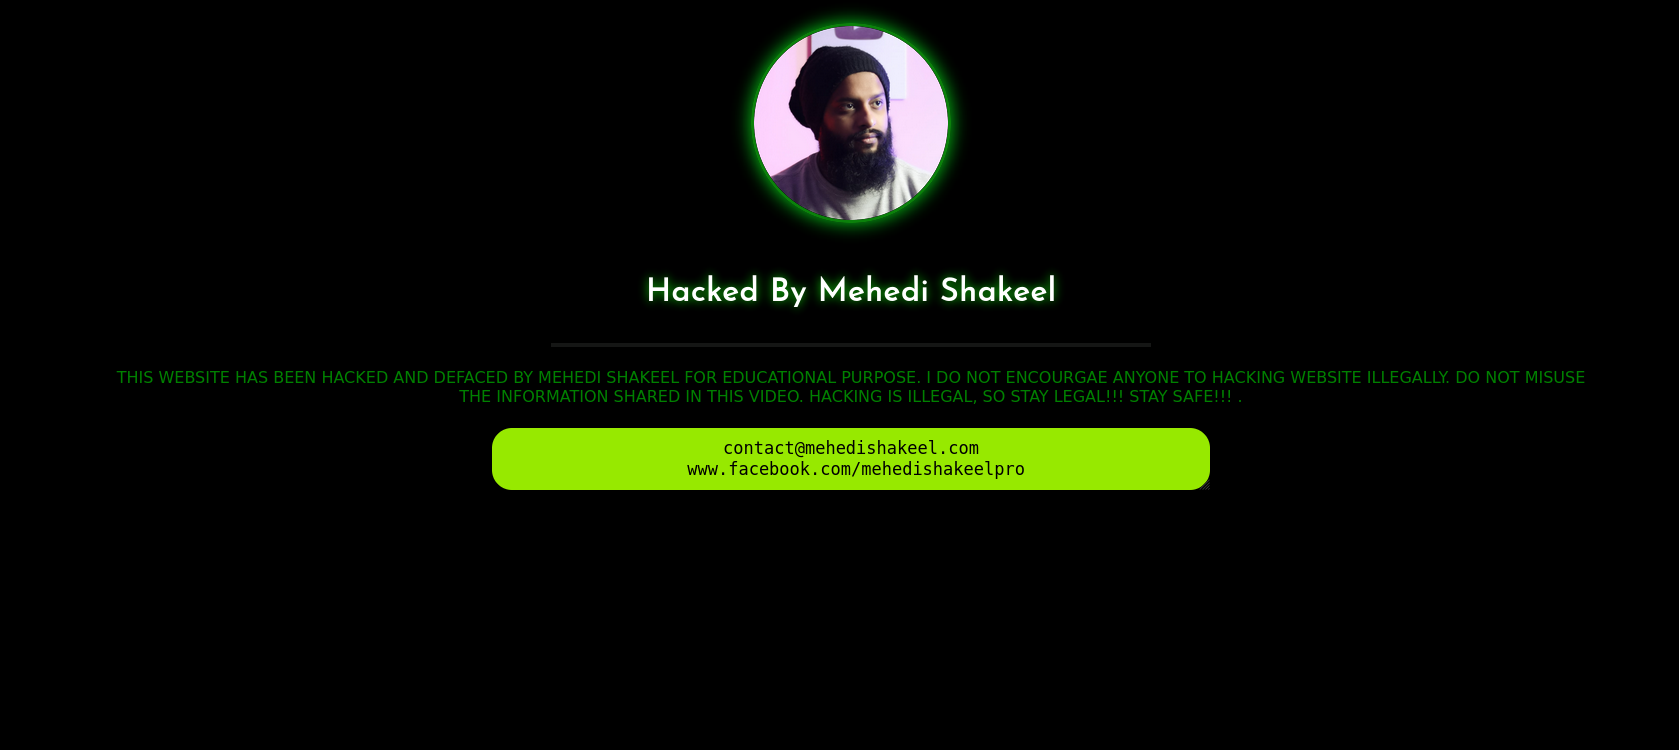 Hacked By Mehedi Shakeel
THIS WEBSITE HAS BEEN HACKED AND DEFACED BY MEHEDI SHAKEEL FOR EDUCATIONAL PURPOSE. I DO NOT ENCOURGAE ANYONE TO HACKING WEBSITE ILLEGALLY. DO NOT MISUSE
THE INFORMATION SHARED IN THIS VIDEO. HACKING IS ILLEGAL, SO STAY LEGAL!!! STAY SAFE!!! .
contact@mehedishakeel.com
www.facebook.com/mehedishakeelpro